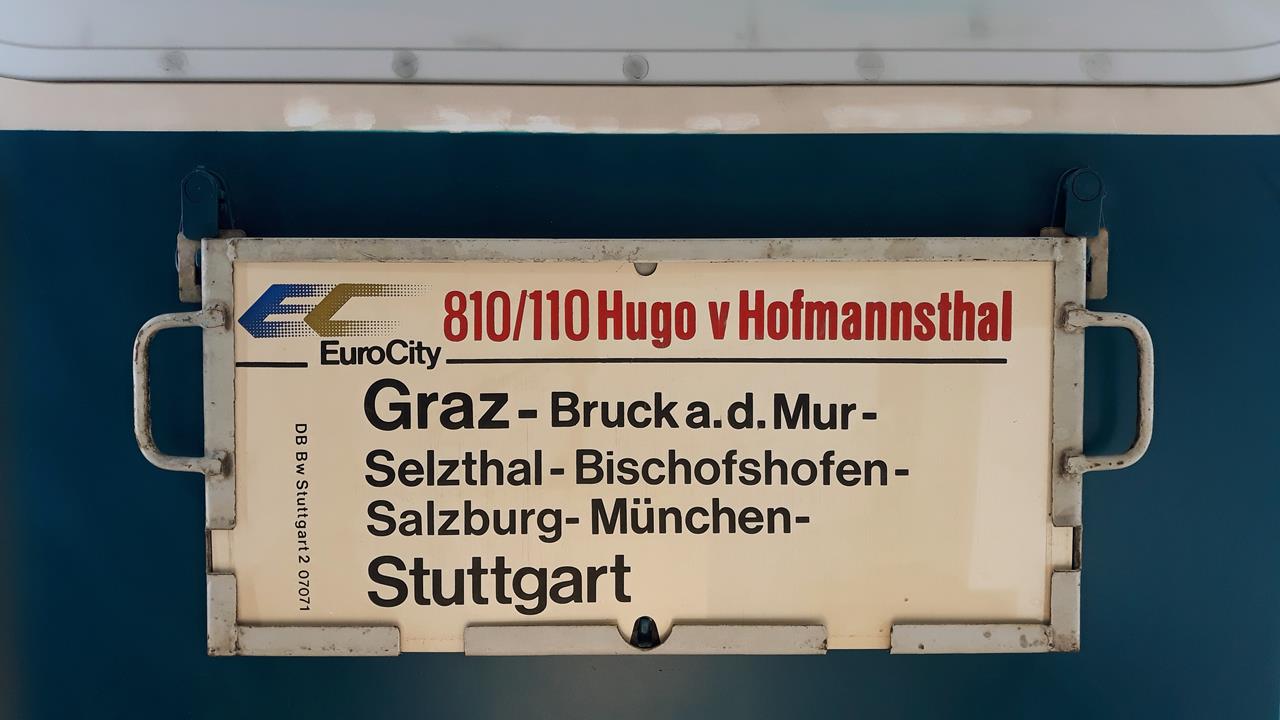 EC 810/110 Hugo v Hofmannsthal
EuroCity
Graz - Bruck a.d. Mur -
Selzthal - Bischofshofen -
Salzburg - München -
Stuttgart
DB Bw Stuttgart 2 07071